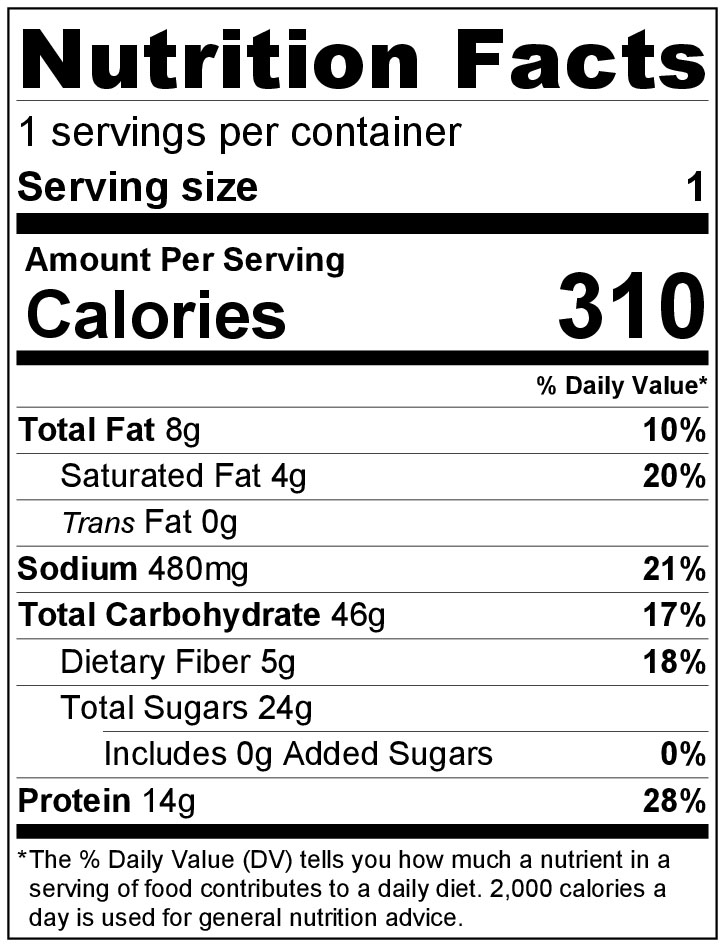 Nutrition Facts
1 servings per container
Serving size 1
Amount Per Serving
Calories 310
% Daily Value*
Total Fat 8g 10%
Saturated Fat 4g 20%
Trans Fat 0g
Sodium 480mg 21%
Total Carbohydrate 46g 17%
Dietary Fiber 5g 18%
Total Sugars 24g
Includes 0g Added Sugars 0%
Protein 14g 28%
*The % Daily Value (DV) tells you how much a nutrient in a
serving of food contributes to a daily diet. 2,000 calories a
day is used for general nutrition advice.